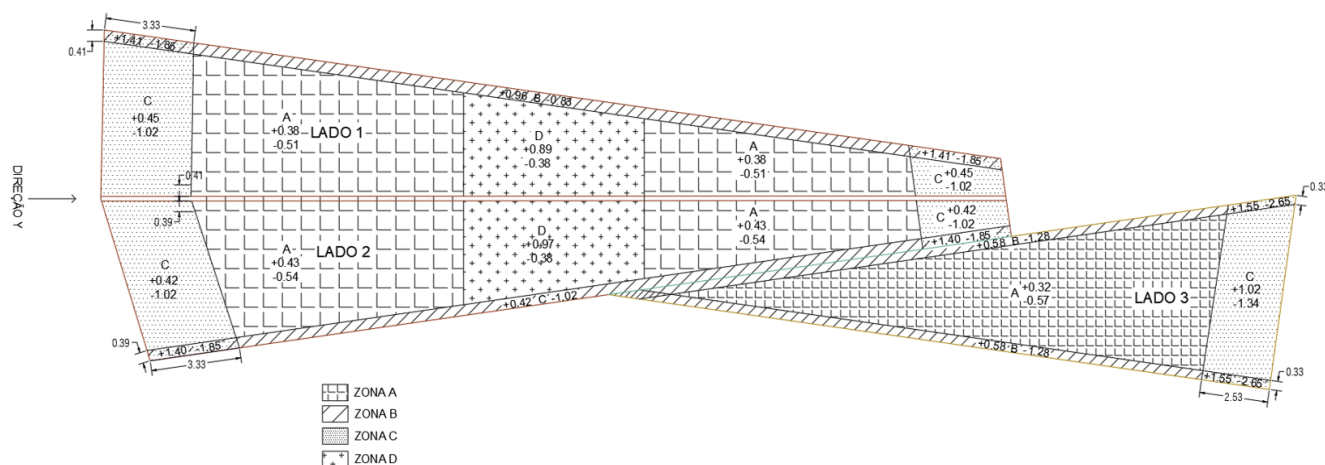 3.33
0.41
+1.41 -1.85
C
+0.45
-1.02
A
+0.38
-0.51
LADO 1
+0.96 B -0.83
D
+0.89
-0.38
A
+0.38
-0.51
+1.41 -1.85
C +0.45
-1.02
DIREÇÃO Y
0.41
0.39
C
+0.42
-1.02
A
+0.43
-0.54
LADO 2
D
+0.97
-0.38
A
+0.43
-0.54
C +0.42
-1.02
+1.40 -1.85
+0.58 B -1.28
+1.55 -2.65
0.33
+0.42 C -1.02
A +0.32
-0.57
LADO 3
C
+1.02
-1.34
0.39
+1.40 -1.85
3.33
+0.58 B -1.28
+1.55 -2.65
0.33
2.53
ZONA A
ZONA B
ZONA C
ZONA D